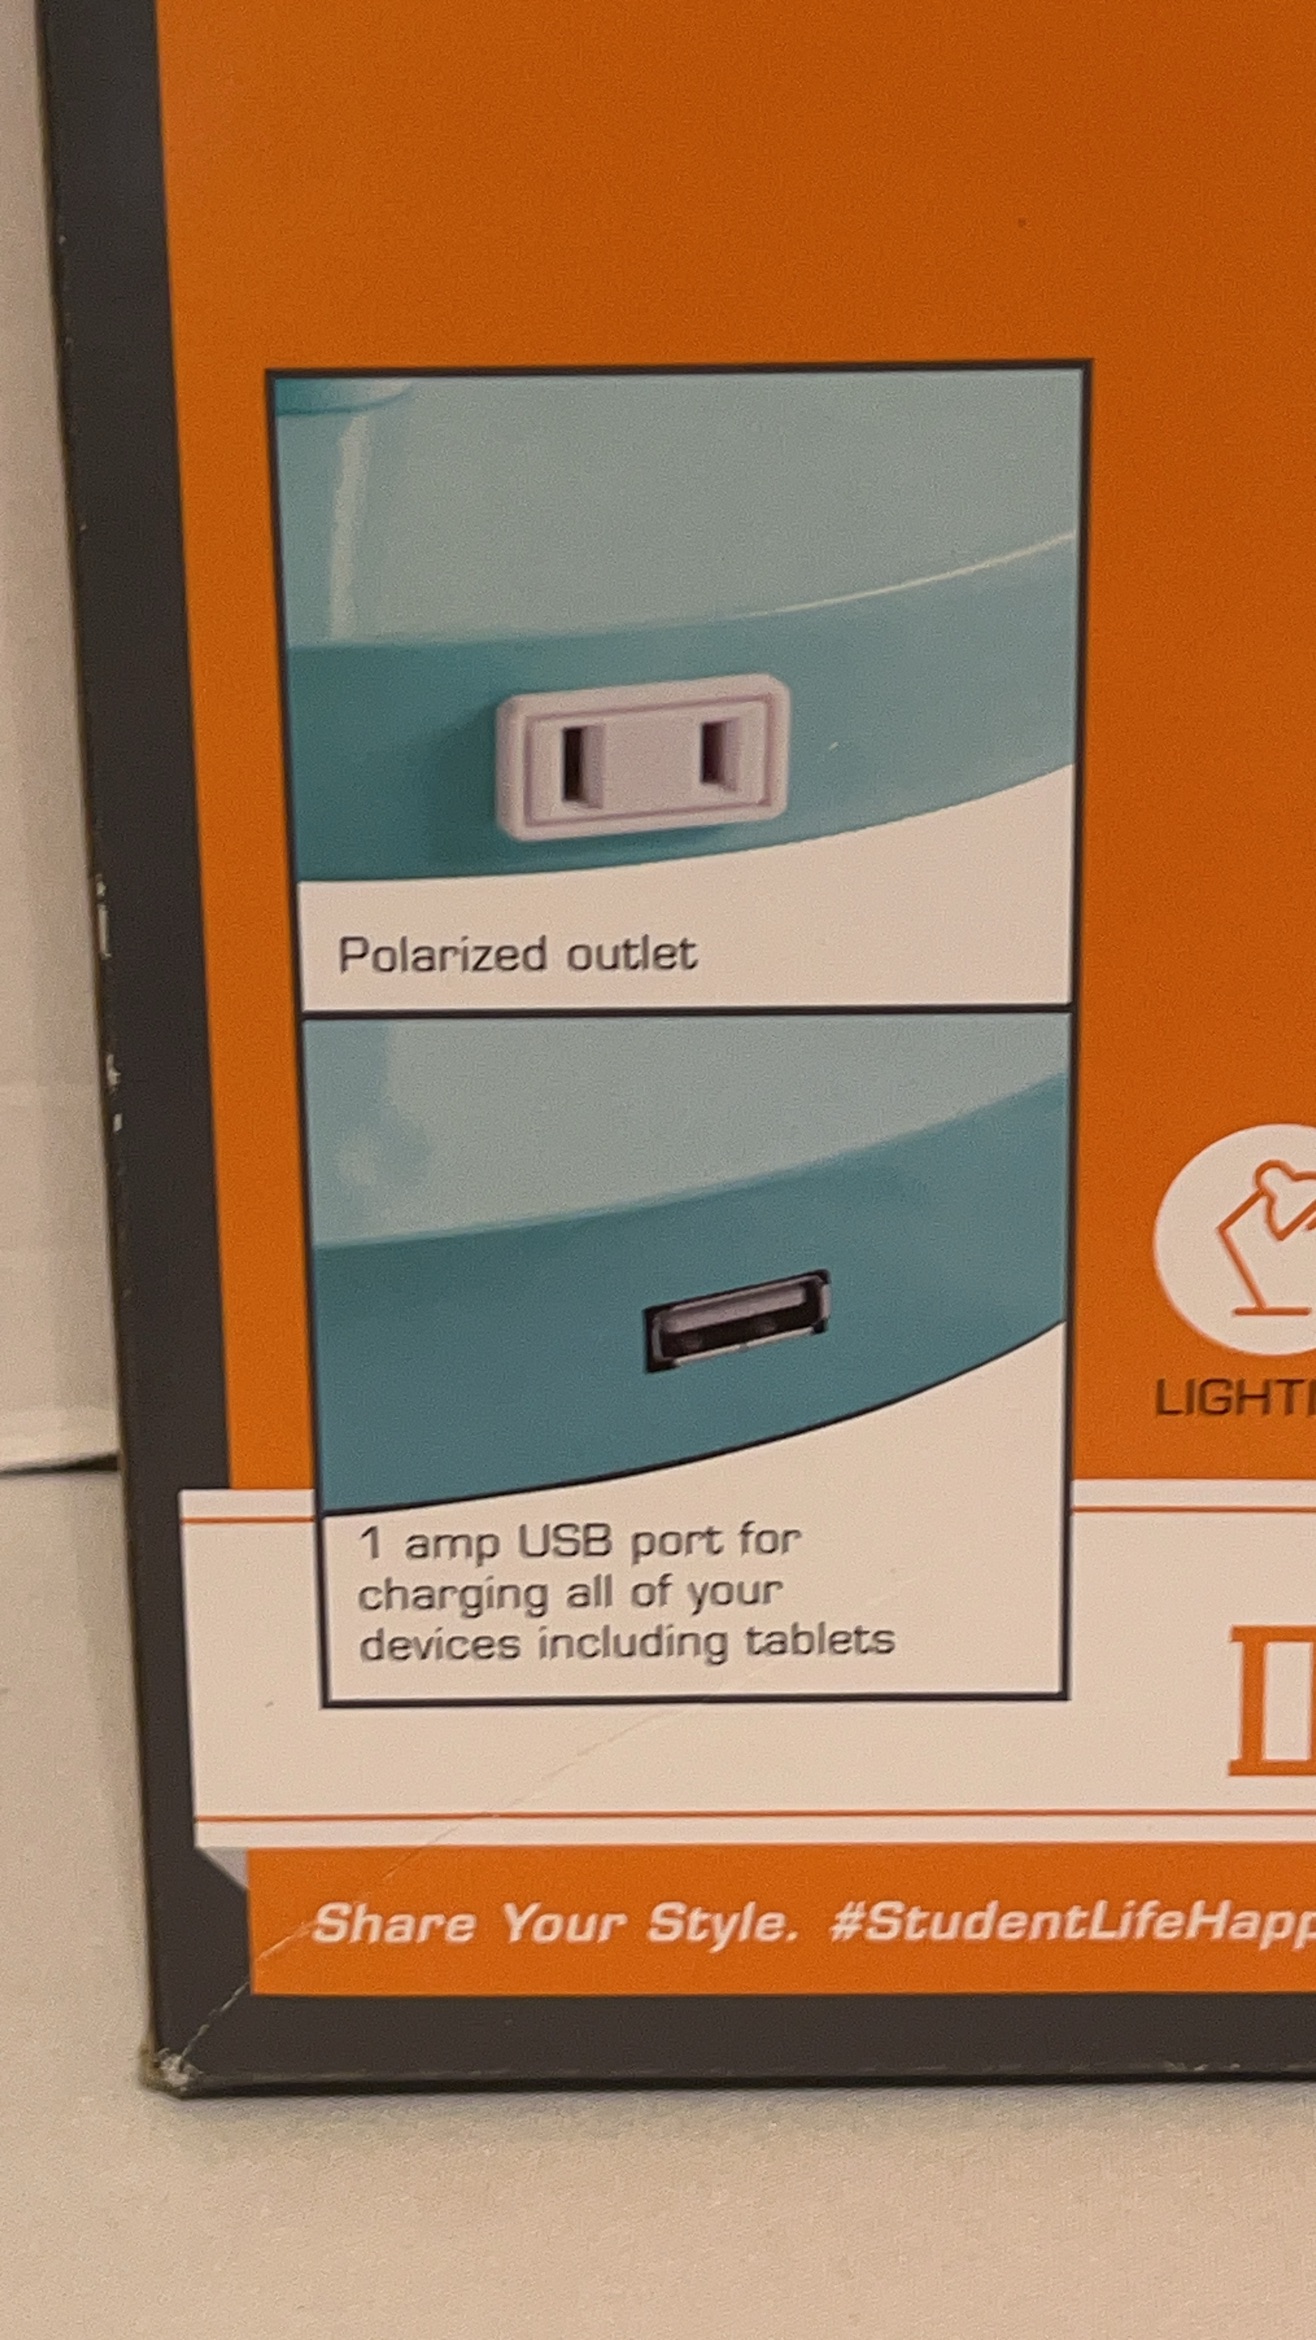 Polarized outlet
1 amp USB port for
charging all of your
devices including tablets
Share Your Style. #StudentLifeHapp